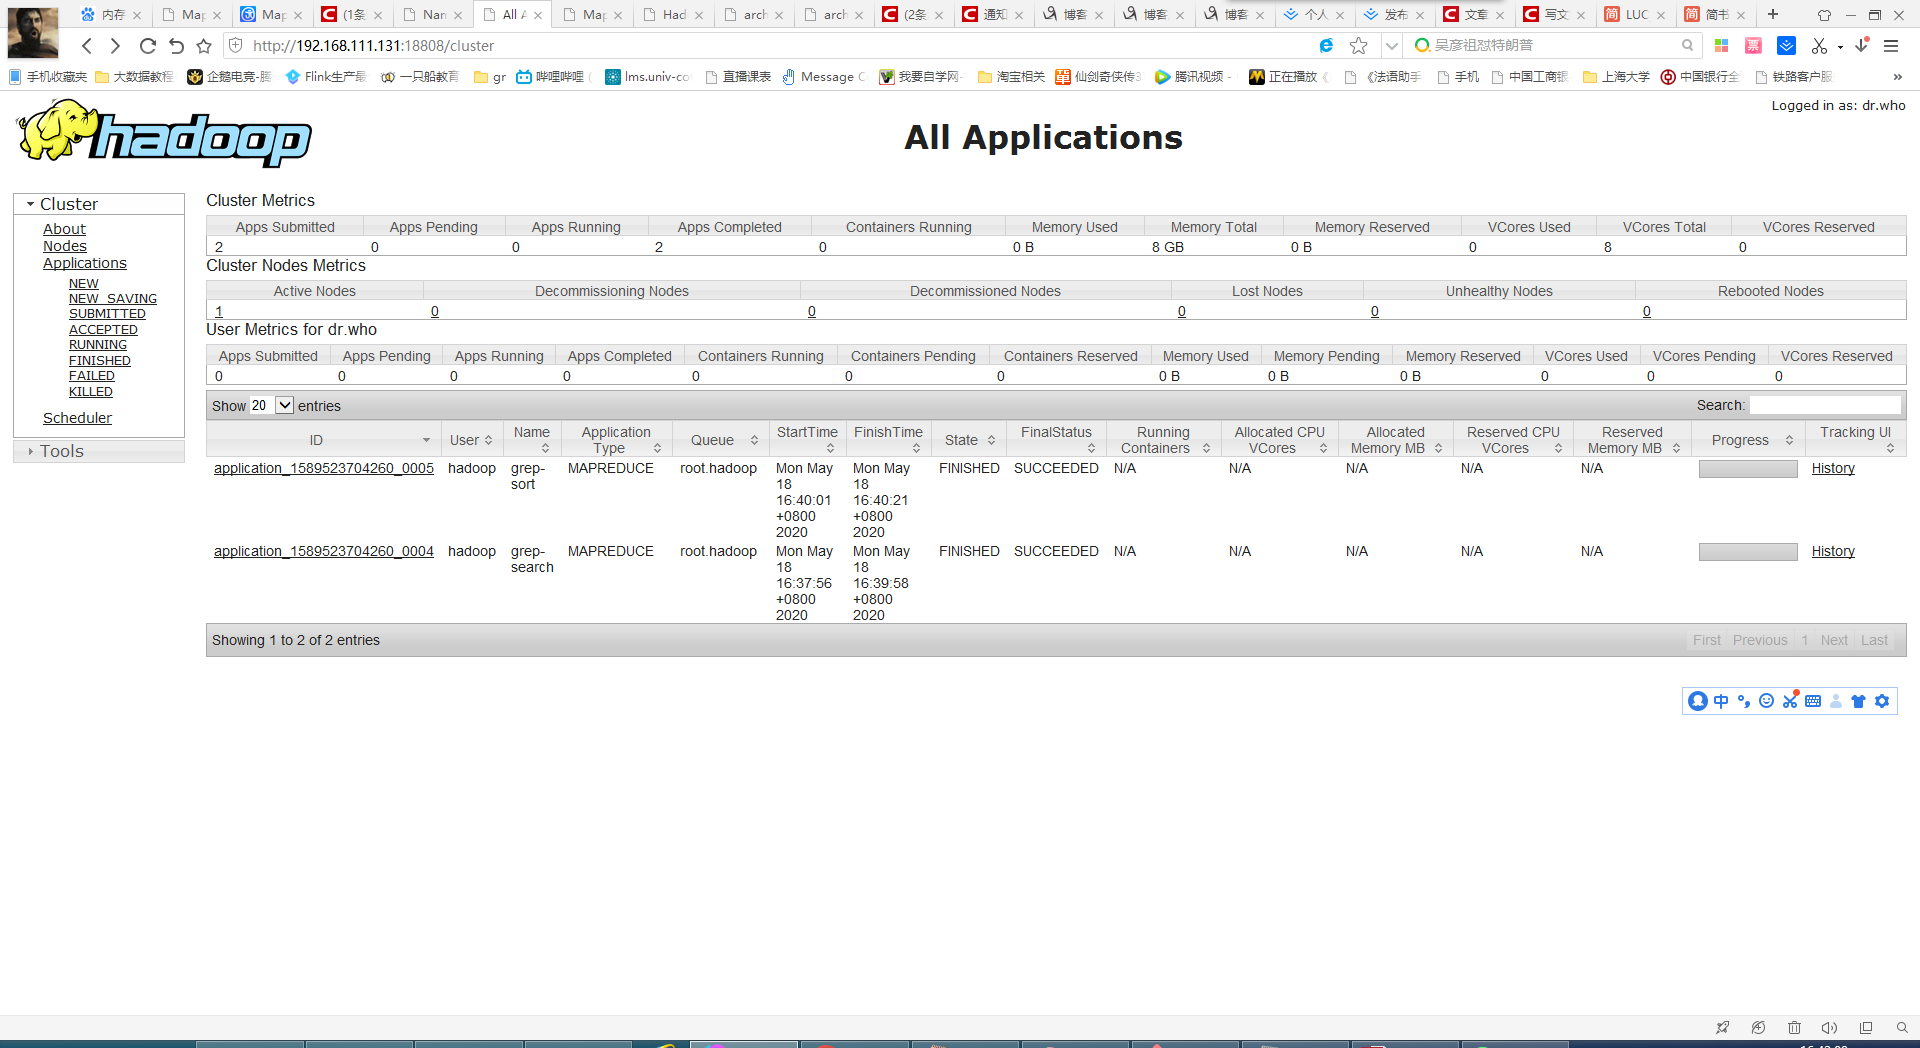 内存
Map
Map
(1条
Nan
All A
Map
Had
arch
arch
(2条
通知
博客
博客
博客
个人
发布
文章
写文
LUC
简书
http://192.168.111.131:18808/cluster
吴彦祖怼特朗普
手机收藏夹
大数据教程
企鹅电竞-腾
Flink生产最
一只船教育
gr
哔哩哔哩 (
lms.univ-co
直播课表
Message C
我要自学网-
淘宝相关
仙剑奇侠传3
腾讯视频 -
正在播放《
《法语助手
手机
中国工商银
上海大学
中国银行全
铁路客户服
Logged in as: dr.who
hadoop
All Applications
Cluster
About
Nodes
Applications
NEW
NEW_SAVING
SUBMITTED
ACCEPTED
RUNNING
FINISHED
FAILED
KILLED
Scheduler
Tools
Cluster Metrics
Apps Submitted Apps Pending Apps Running Apps Completed Containers Running Memory Used Memory Total Memory Reserved VCores Used VCores Total VCores Reserved
2 0 0 2 0 0 B 8 GB 0 B 0 8 0
Cluster Nodes Metrics
Active Nodes Decommissioning Nodes Decommissioned Nodes Lost Nodes Unhealthy Nodes Rebooted Nodes
1 0 0 0 0 0
User Metrics for dr.who
Apps Submitted Apps Pending Apps Running Apps Completed Containers Running Containers Pending Containers Reserved Memory Used Memory Pending Memory Reserved VCores Used VCores Pending VCores Reserved
0 0 0 0 0 0 0 0 B 0 B 0 B 0 0 0
Show 20 entries
Search:
ID User Name Application Type Queue StartTime FinishTime State FinalStatus Running Containers Allocated CPU VCores Allocated Memory MB Reserved CPU VCores Reserved Memory MB Progress Tracking UI
application_1589523704260_0005 hadoop grep-sort MAPREDUCE root.hadoop Mon May 18 16:40:01 +0800 2020 Mon May 18 16:40:21 +0800 2020 FINISHED SUCCEEDED N/A N/A N/A N/A N/A History
application_1589523704260_0004 hadoop grep-search MAPREDUCE root.hadoop Mon May 18 16:37:56 +0800 2020 Mon May 18 16:39:58 +0800 2020 FINISHED SUCCEEDED N/A N/A N/A N/A N/A History
Showing 1 to 2 of 2 entries
First Previous 1 Next Last
中